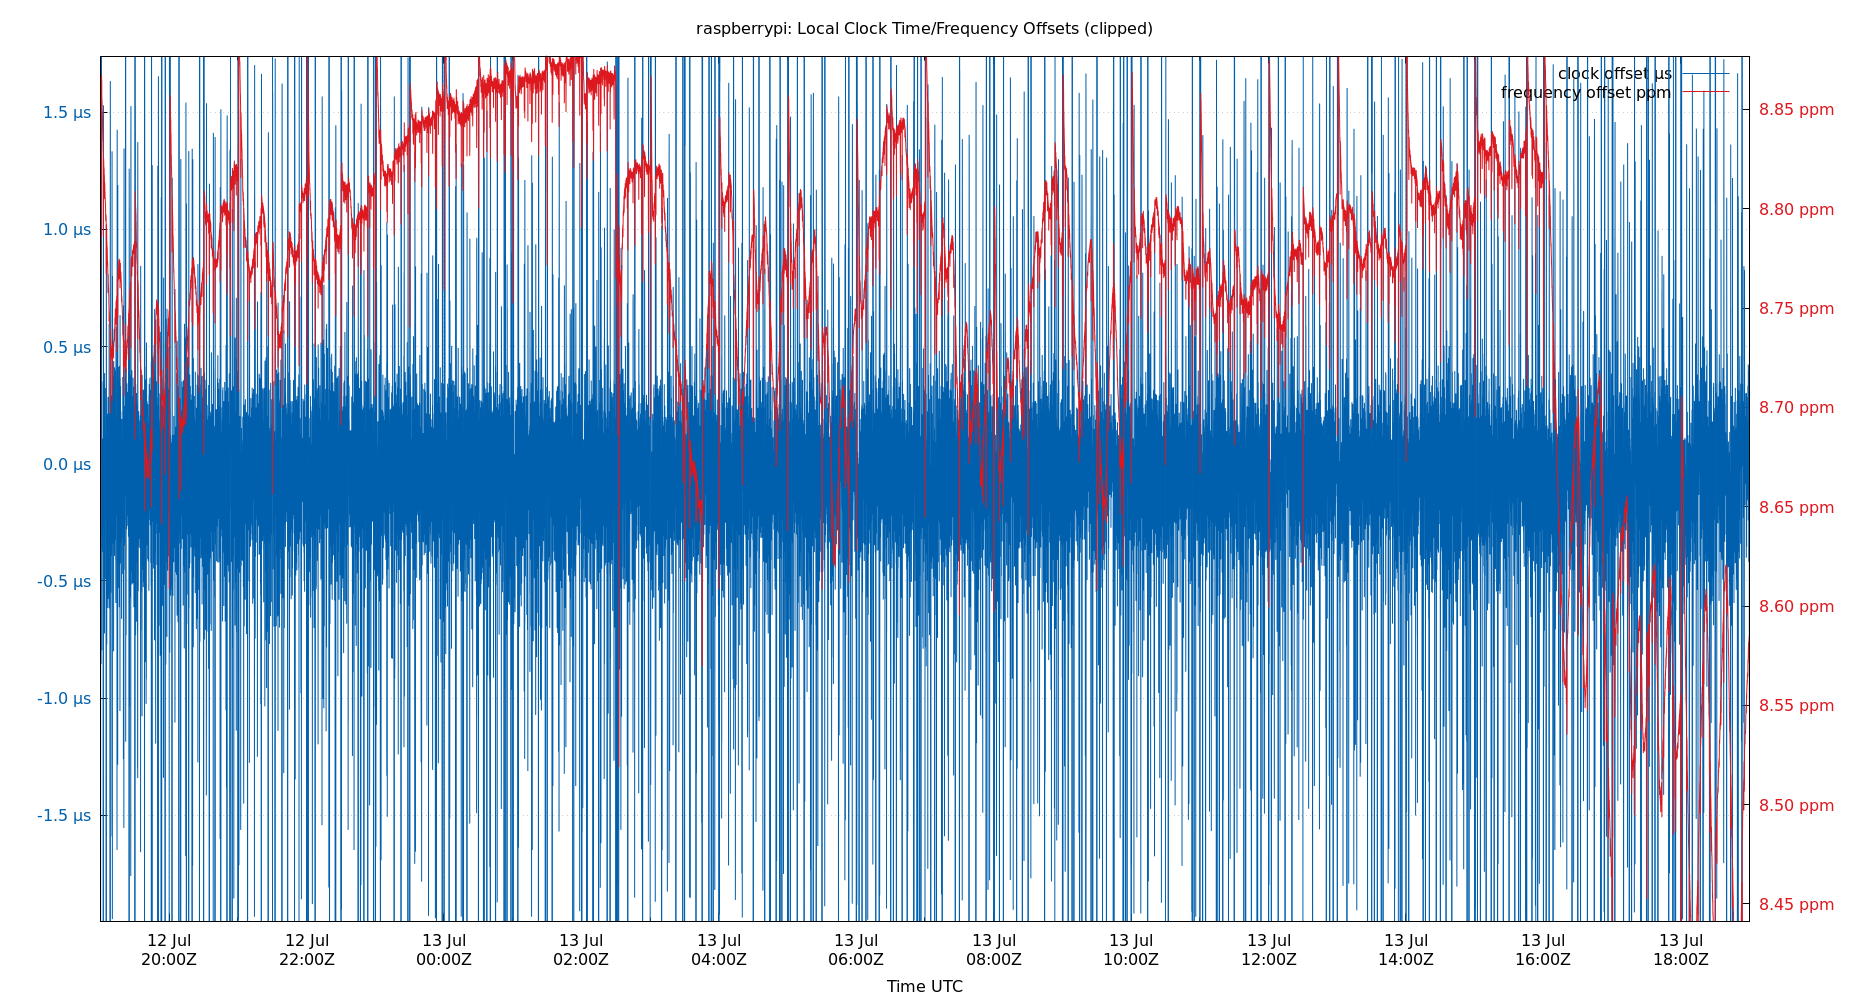 raspberrypi: Local Clock Time/Frequency Offsets (clipped)
clock offset µs
frequency offset ppm
1.5 µs
1.0 µs
0.5 µs
0.0 µs
-0.5 µs
-1.0 µs
-1.5 µs
8.85 ppm
8.80 ppm
8.75 ppm
8.70 ppm
8.65 ppm
8.60 ppm
8.55 ppm
8.50 ppm
8.45 ppm
12 Jul 12 Jul 13 Jul 13 Jul 13 Jul 13 Jul 13 Jul 13 Jul 13 Jul 13 Jul 13 Jul 13 Jul
20:00Z 22:00Z 00:00Z 02:00Z 04:00Z 06:00Z 08:00Z 10:00Z 12:00Z 14:00Z 16:00Z 18:00Z
Time UTC